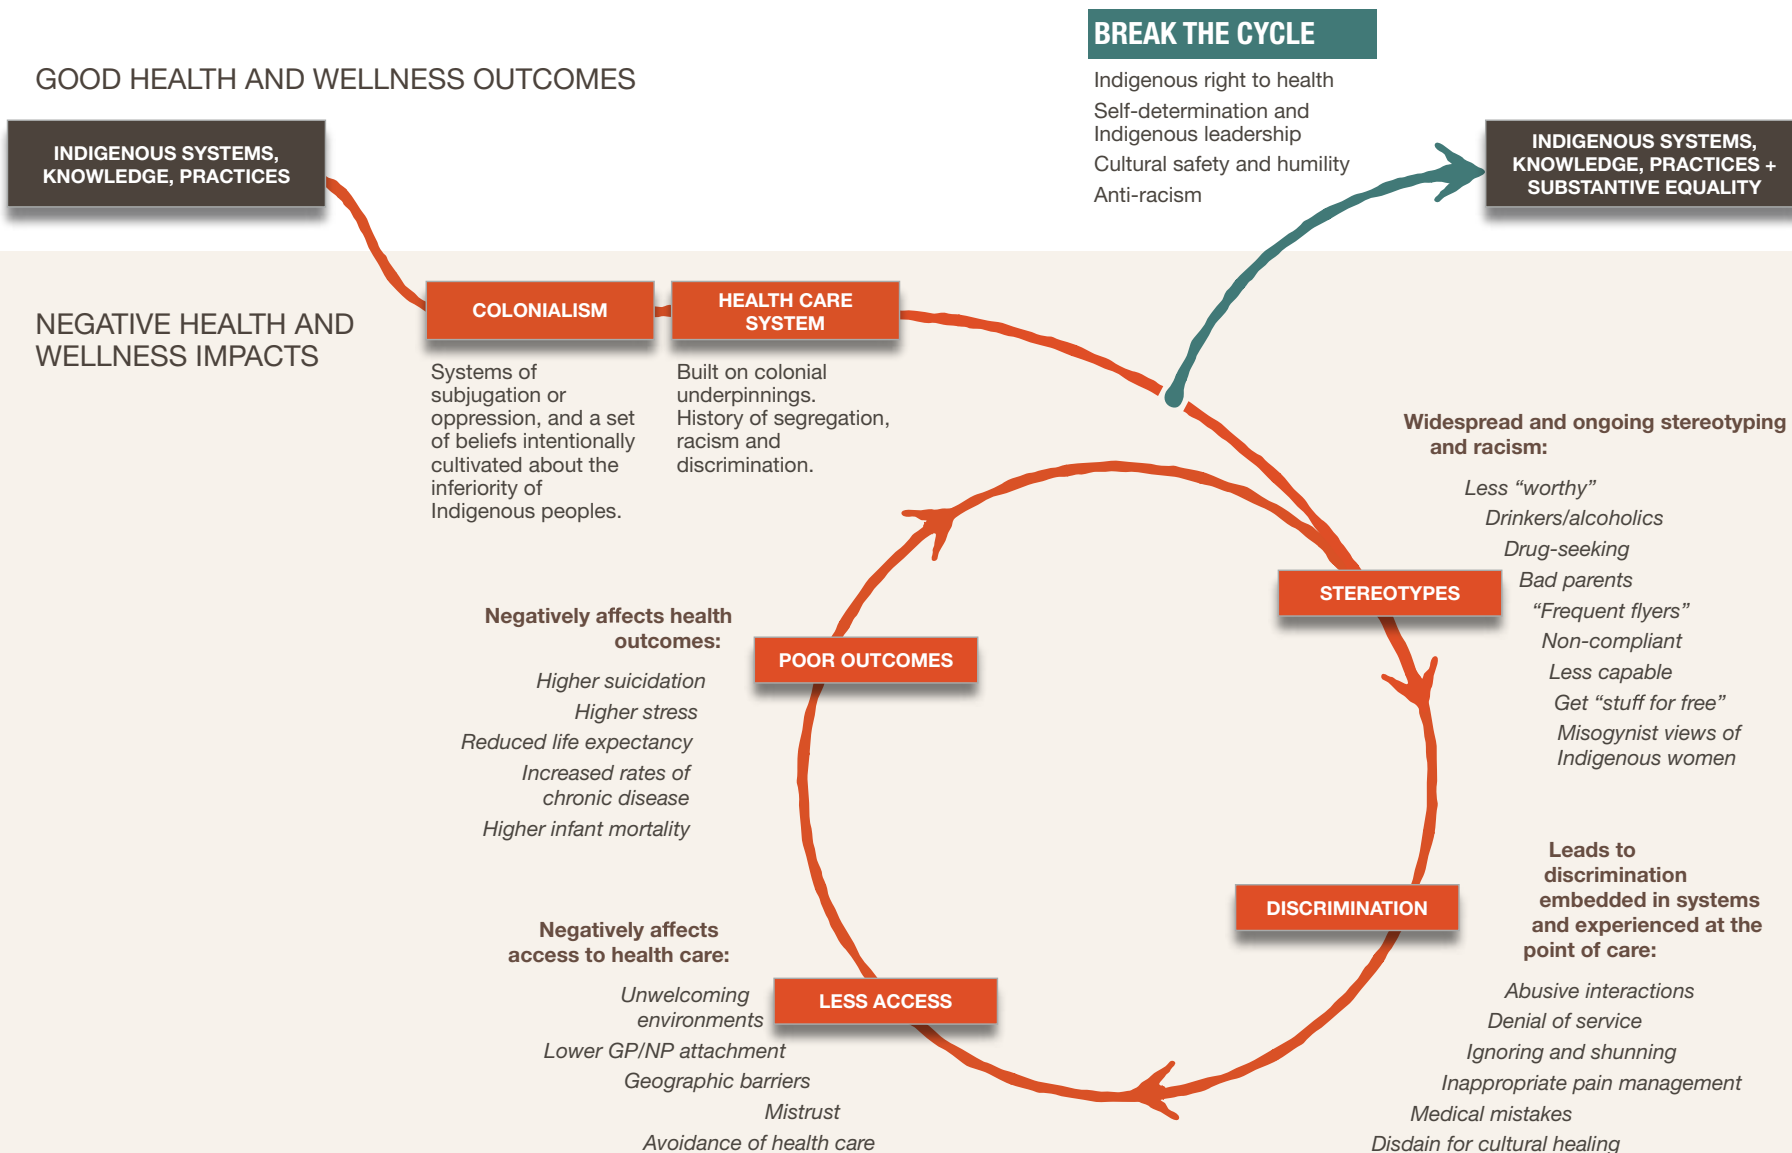 GOOD HEALTH AND WELLNESS OUTCOMES
INDIGENOUS SYSTEMS,
KNOWLEDGE, PRACTICES
BREAK THE CYCLE
Indigenous right to health
Self-determination and
Indigenous leadership
Cultural safety and humility
Anti-racism
INDIGENOUS SYSTEMS,
KNOWLEDGE, PRACTICES +
SUBSTANTIVE EQUALITY
NEGATIVE HEALTH AND
WELLNESS IMPACTS
COLONIALISM
Systems of
subjugation or
oppression, and a set
of beliefs intentionally
cultivated about the
inferiority of
Indigenous peoples.
HEALTH CARE
SYSTEM
Built on colonial
underpinnings.
History of segregation,
racism and
discrimination.
STEREOTYPES
Widespread and ongoing stereotyping
and racism:
Less “worthy”
Drinkers/alcoholics
Drug-seeking
Bad parents
“Frequent flyers”
Non-compliant
Less capable
Get “stuff for free”
Misogynist views of
Indigenous women
DISCRIMINATION
Leads to
discrimination
embedded in systems
and experienced at the
point of care:
Abusive interactions
Denial of service
Ignoring and shunning
Inappropriate pain management
Medical mistakes
Disdain for cultural healing
LESS ACCESS
Negatively affects
access to health care:
Unwelcoming
environments
Lower GP/NP attachment
Geographic barriers
Mistrust
Avoidance of health care
POOR OUTCOMES
Negatively affects health
outcomes:
Higher suicidation
Higher stress
Reduced life expectancy
Increased rates of
chronic disease
Higher infant mortality